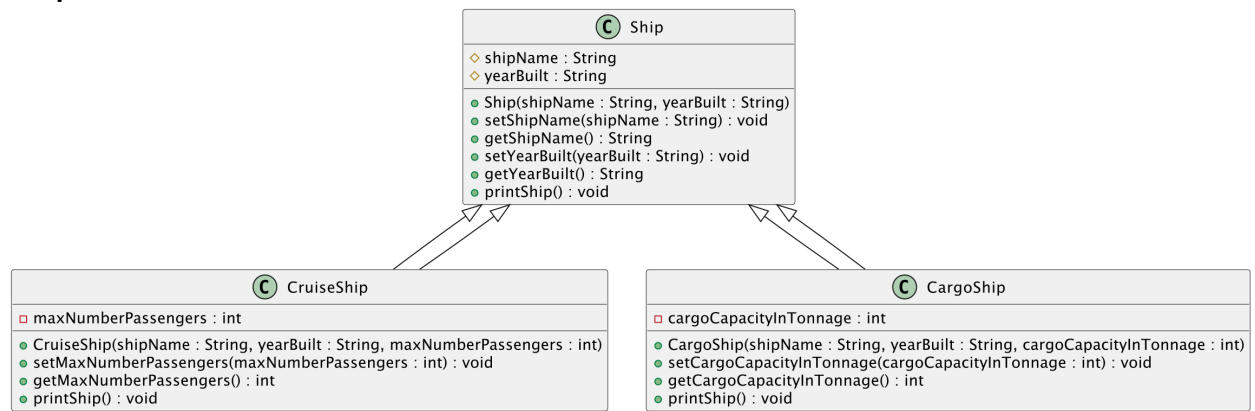 C Ship
shipName : String
yearBuilt : String
Ship(shipName : String, yearBuilt : String)
setShipName(shipName : String) : void
getShipName() : String
setYearBuilt(yearBuilt : String) : void
getYearBuilt() : String
printShip() : void
C CruiseShip
maxNumberPassengers : int
CruiseShip(shipName : String, yearBuilt : String, maxNumberPassengers : int)
setMaxNumberPassengers(maxNumberPassengers : int) : void
getMaxNumberPassengers() : int
printShip() : void
C CargoShip
cargoCapacityInTonnage : int
CargoShip(shipName : String, yearBuilt : String, cargoCapacityInTonnage : int)
setCargoCapacityInTonnage(cargoCapacityInTonnage : int) : void
getCargoCapacityInTonnage() : int
printShip() : void